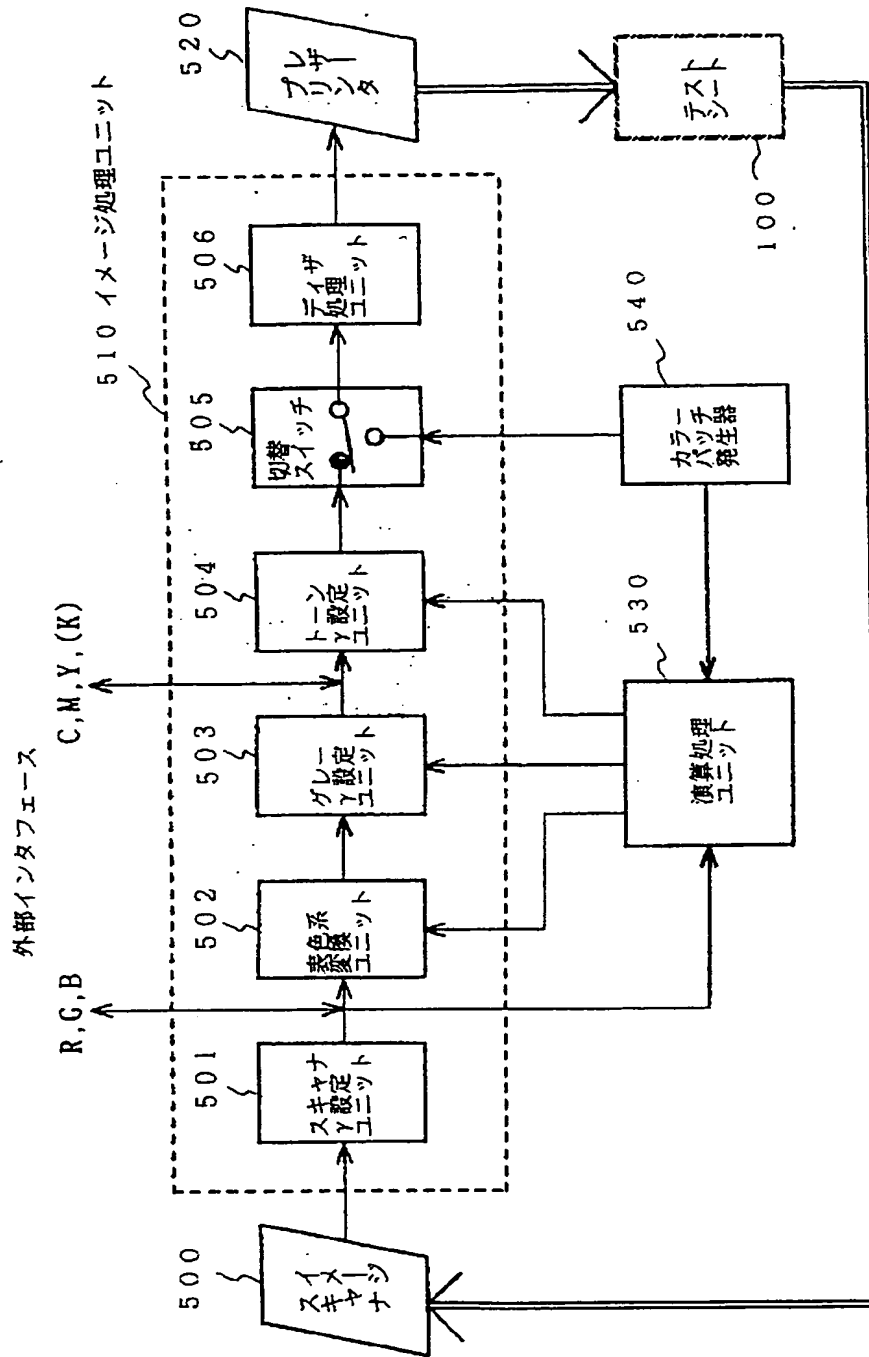 外部インタフェース
R,G,B
C,M,Y,(K)
510 イメージ処理ユニット
500
イメージ
スキャナ
501
スキャナ
γ設定
ユニット
502
表色系
変換
ユニット
503
グレー
γ設定
ユニット
504
トーン
γ設定
ユニット
505
切替
スイッチ
506
ディザ
処理
ユニット
520
レザー
プリンタ
530
演算処理
ユニット
540
カラー
パッチ
発生器
100
テスト
シート